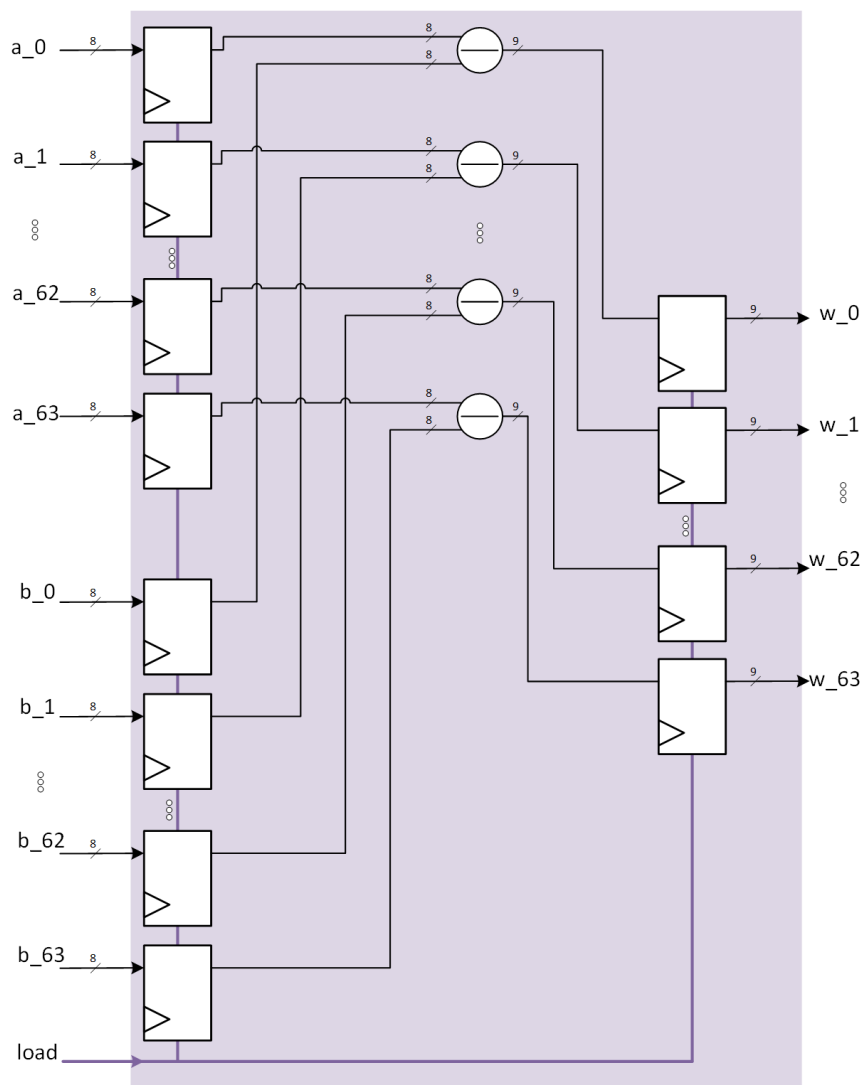 a_0 8 8 9
8
a_1 8 8 9
8
a_62 8 8 9
8
9 w_0
a_63 8 8 9
8
9 w_1
9 w_62
b_0 8
9 w_63
b_1 8
b_62 8
b_63 8
load